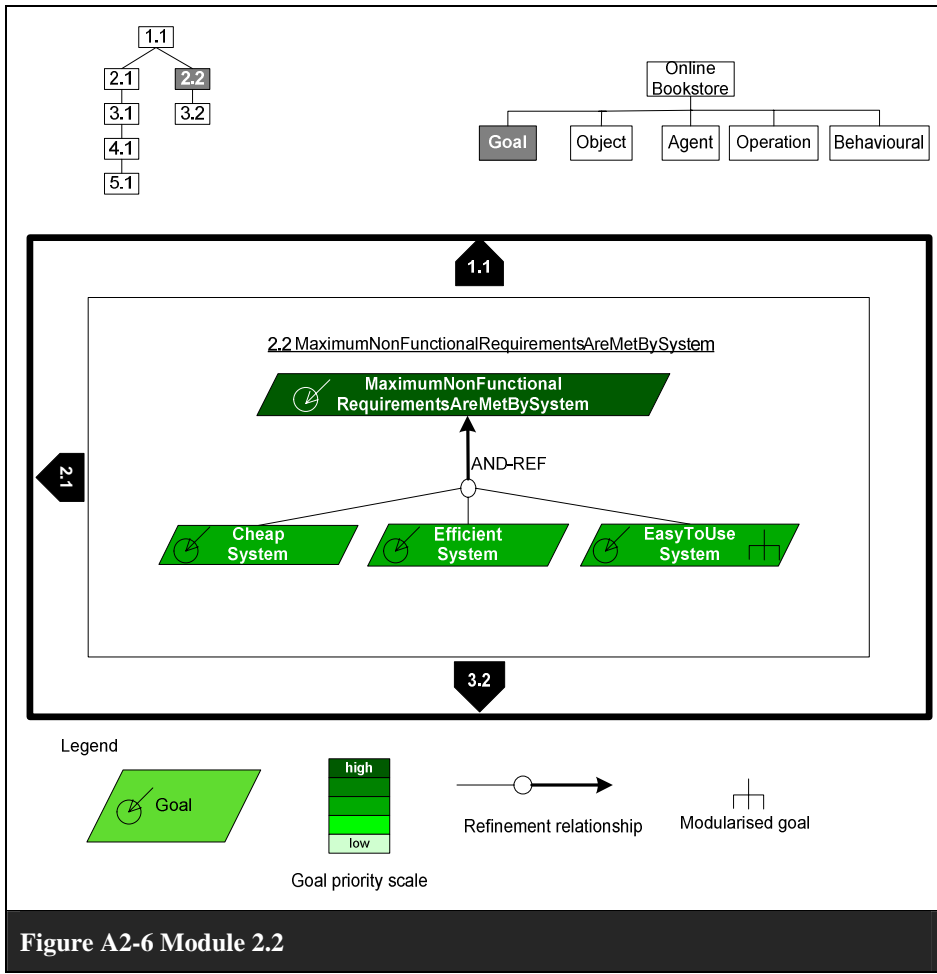 1.1
2.1
2.2
3.1
3.2
4.1
5.1
Online
Bookstore
Goal
Object
Agent
Operation
Behavioural
1.1
2.2 MaximumNonFunctionalRequirementsAreMetBySystem
MaximumNonFunctional
RequirementsAreMetBySystem
2.1
AND-REF
Cheap
System
Efficient
System
EasyToUse
System
3.2
Legend
Goal
high
low
Goal priority scale
Refinement relationship
Modularised goal
Figure A2-6 Module 2.2